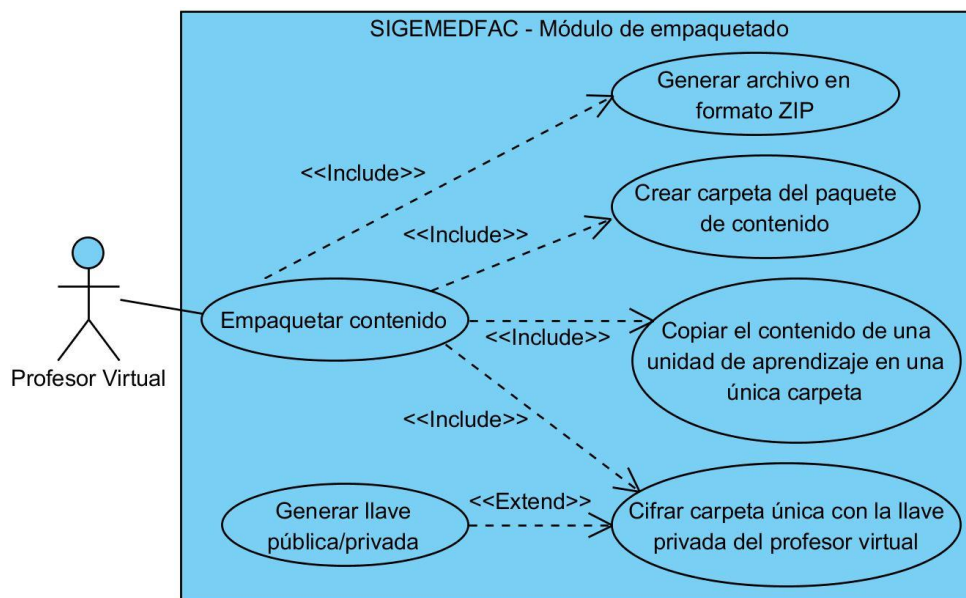 SIGEMEDFAC - Módulo de empaquetado
Generar archivo en
formato ZIP
<<Include>>
Crear carpeta del paquete
de contenido
<<Include>>
Empaquetar contenido
<<Include>>
Copiar el contenido de una
unidad de aprendizaje en una
única carpeta
Profesor Virtual
<<Include>>
Generar llave
pública/privada
<<Extend>>
Cifrar carpeta única con la llave
privada del profesor virtual